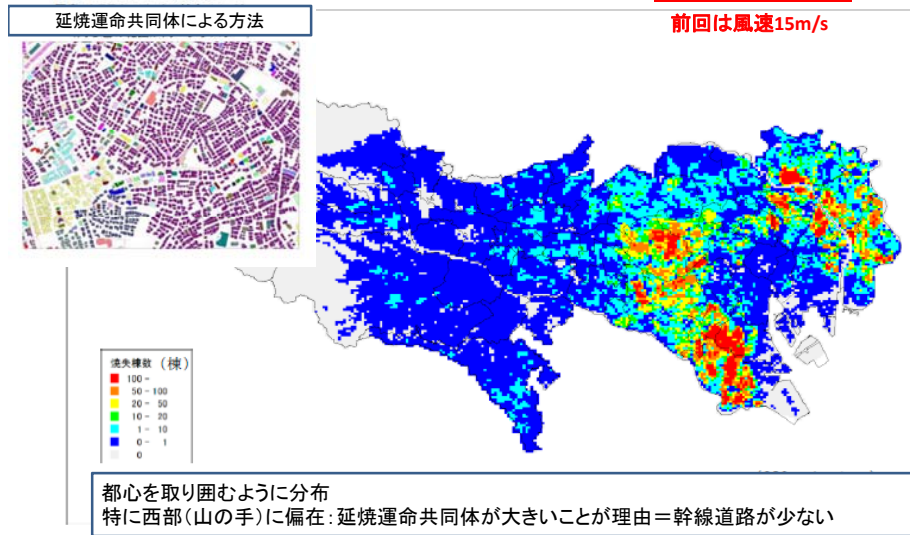 延焼運命共同体による方法
前回は風速15m/s
焼失棟数 (棟)
100 -
50 - 100
20 - 50
10 - 20
1 - 10
0 - 1
0
都心を取り囲むように分布
特に西部(山の手)に偏在:延焼運命共同体が大きいことが理由=幹線道路が少ない